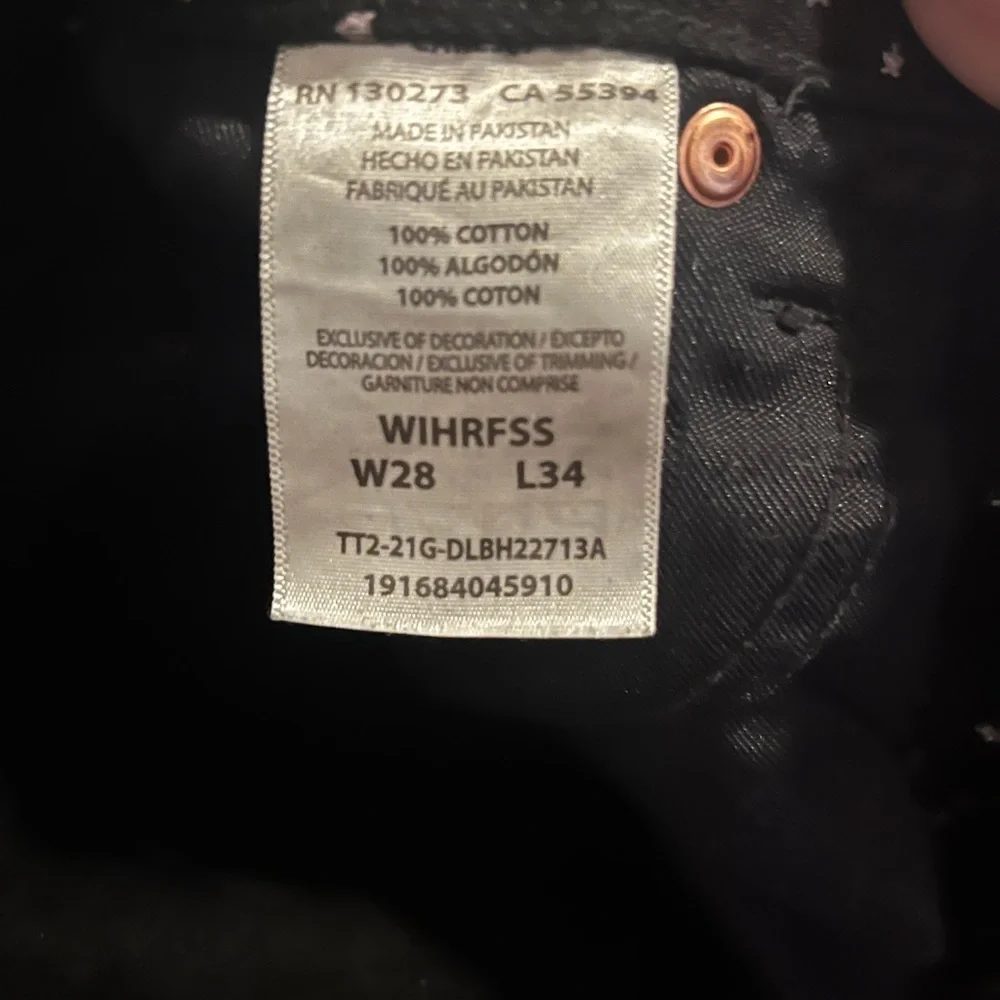 RN 130273 CA 55394
MADE IN PAKISTAN
HECHO EN PAKISTAN
FABRIQUÉ AU PAKISTAN
100% COTTON
100% ALGODÓN
100% COTON
EXCLUSIVE OF DECORATION / EXCEPTO
DECORACION / EXCLUSIVE OF TRIMMING /
GARNITURE NON COMPRISE
WIHRFSS
W28 L34
TT2-21G-DLBH22713A
191684045910